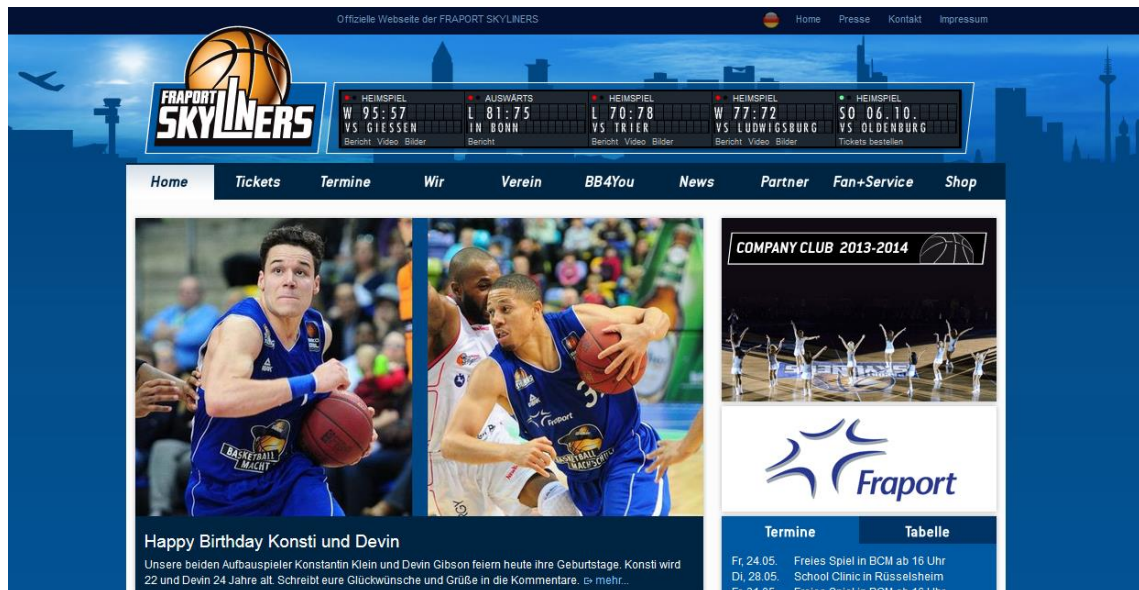 Offizielle Webseite der FRAPORT SKYLINERS
Home Presse Kontakt Impressum
FRAPORT
SKYLINERS
HEIMSPIEL
W 95:57
VS GIESSEN
Bericht Video Bilder
AUSWÄRTS
L 81:75
IN BONN
Bericht
HEIMSPIEL
L 70:78
VS TRIER
Bericht Video Bilder
HEIMSPIEL
W 77:72
VS LUDWIGSBURG
Bericht Video Bilder
HEIMSPIEL
SO 06.10.
VS OLDENBURG
Tickets bestellen
Home Tickets Termine Wir Verein BB4You News Partner Fan+Service Shop
BASKETBALL
MACHT
Fraport
BASKETBALL
COMPANY CLUB 2013-2014
Fraport
Happy Birthday Konsti und Devin
Unsere beiden Aufbauspieler Konstantin Klein und Devin Gibson feiern heute ihre Geburtstage. Konsti wird
22 und Devin 24 Jahre alt. Schreibt eure Glückwünsche und Grüße in die Kommentare. mehr...
Termine Tabelle
Fr, 24.05. Freies Spiel in BCM ab 16 Uhr
Di, 28.05. School Clinic in Rüsselsheim